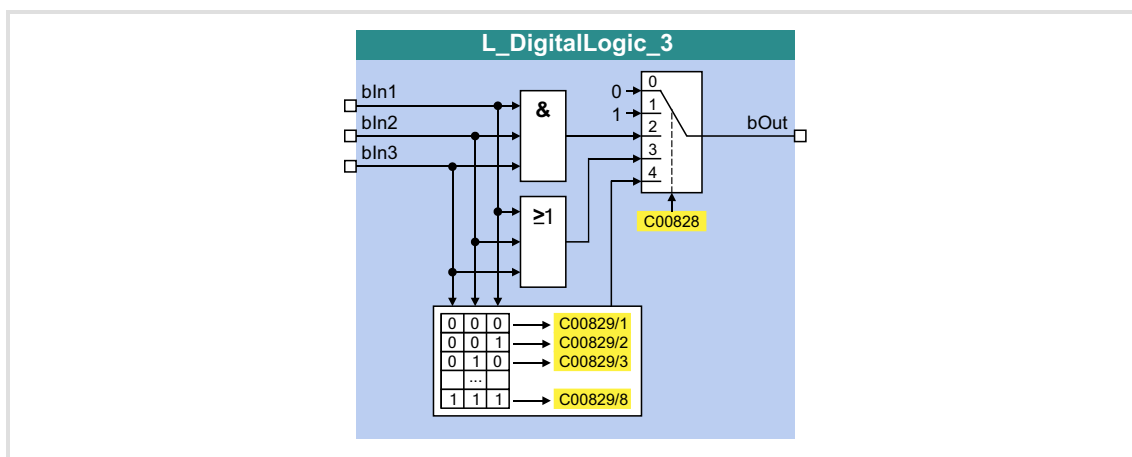 L_DigitalLogic_3
bIn1
bIn2
bIn3
&
≥1
0
0
1
1
2
3
4
bOut
C00828
0 0 0 C00829/1
0 0 1 C00829/2
0 1 0 C00829/3
...
1 1 1 C00829/8